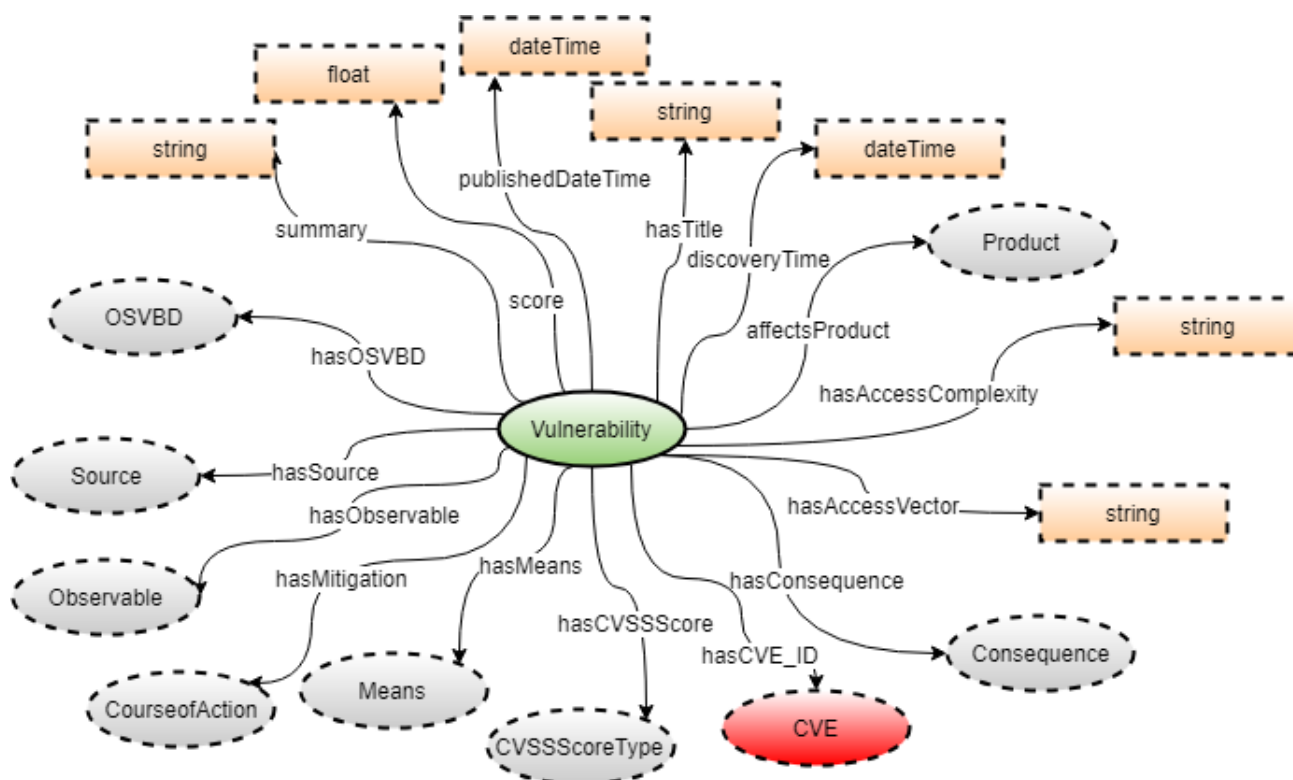 dateTime
float
string
string
dateTime
publishedDateTime
hasTitle
summary
discoveryTime
Product
score
OSVBD
affectsProduct
string
hasOSVBD
hasAccessComplexity
Vulnerability
Source
hasSource
hasObservable
hasAccessVector
string
hasMeans
hasMitigation
hasConsequence
Observable
hasCVSSScore
hasCVE_ID
Consequence
Means
CourseofAction
CVE
CVSSScoreType